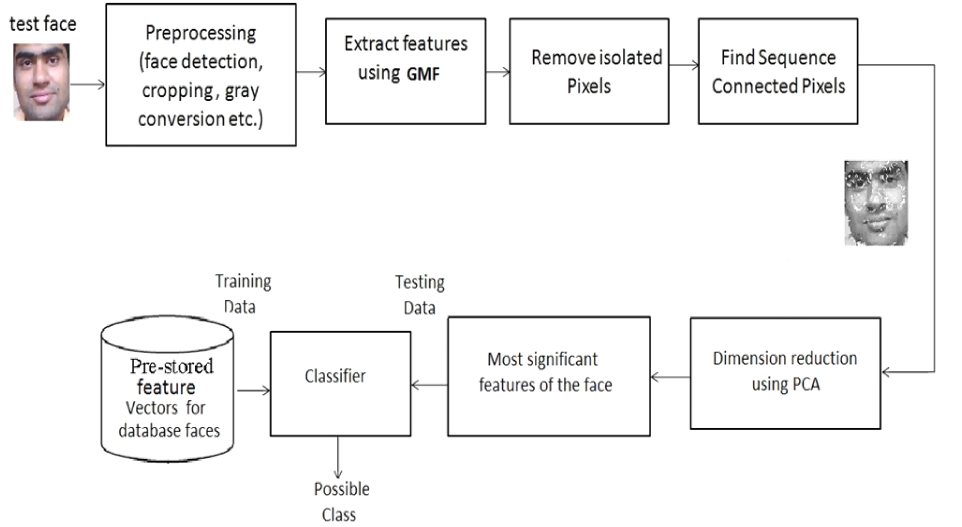 test face
Preprocessing
(face detection,
cropping , gray
conversion etc.)
Extract features
using GMF
Remove isolated
Pixels
Find Sequence
Connected Pixels
Training
Data
Testing
Data
Pre-stored
feature
Vectors for
database faces
Classifier
Most significant
features of the face
Dimension reduction
using PCA
Possible
Class